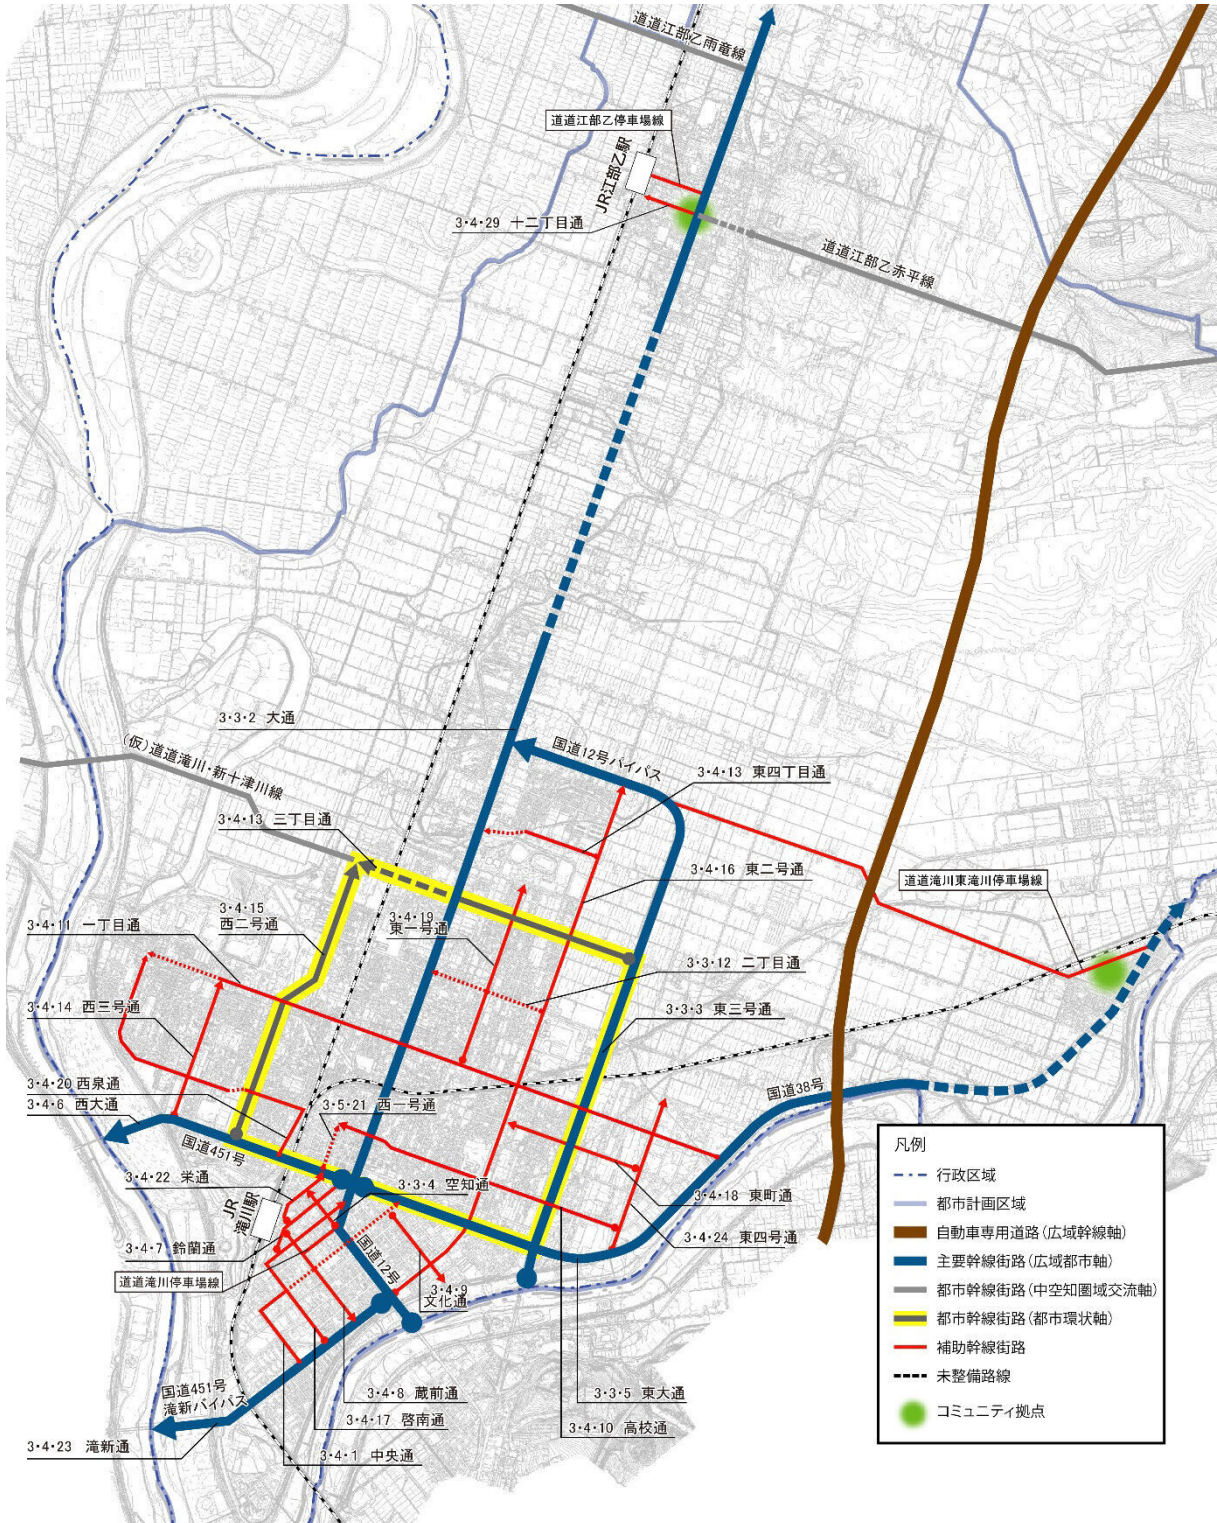 道道江部乙雨竜線
道道江部乙停車場線
JR江部乙駅
3・4・29 十二丁目通
道道江部乙赤平線
3・3・2 大通
(仮)道道滝川・新十津川線
国道12号バイパス
3・4・13 東四丁目通
3・4・13 三丁目通
3・4・16 東二号通
道道滝川東滝川停車場線
3・4・15
西二号通
3・4・19
東一号通
3・4・11 一丁目通
3・3・12 二丁目通
3・4・14 西三号通
3・3・3 東三号通
3・4・20 西泉通
3・4・6 西大通
3・5・21 西一号通
国道38号
国道451号
3・4・22 栄通
3・3・4 空知通
3・4・18 東町通
JR
滝川駅
3・4・7 鈴蘭通
3・4・24 東四号通
道道滝川停車場線
国道12号
3・4・9
文化通
国道451号
滝新バイパス
3・4・8 蔵前通
3・3・5 東大通
3・4・17 啓南通
3・4・10 高校通
3・4・23 滝新通
3・4・1 中央通
凡例
行政区域
都市計画区域
自動車専用道路(広域幹線軸)
主要幹線街路(広域都市軸)
都市幹線街路(中空知圏域交流軸)
都市幹線街路(都市環状軸)
補助幹線街路
未整備路線
コミュニティ拠点